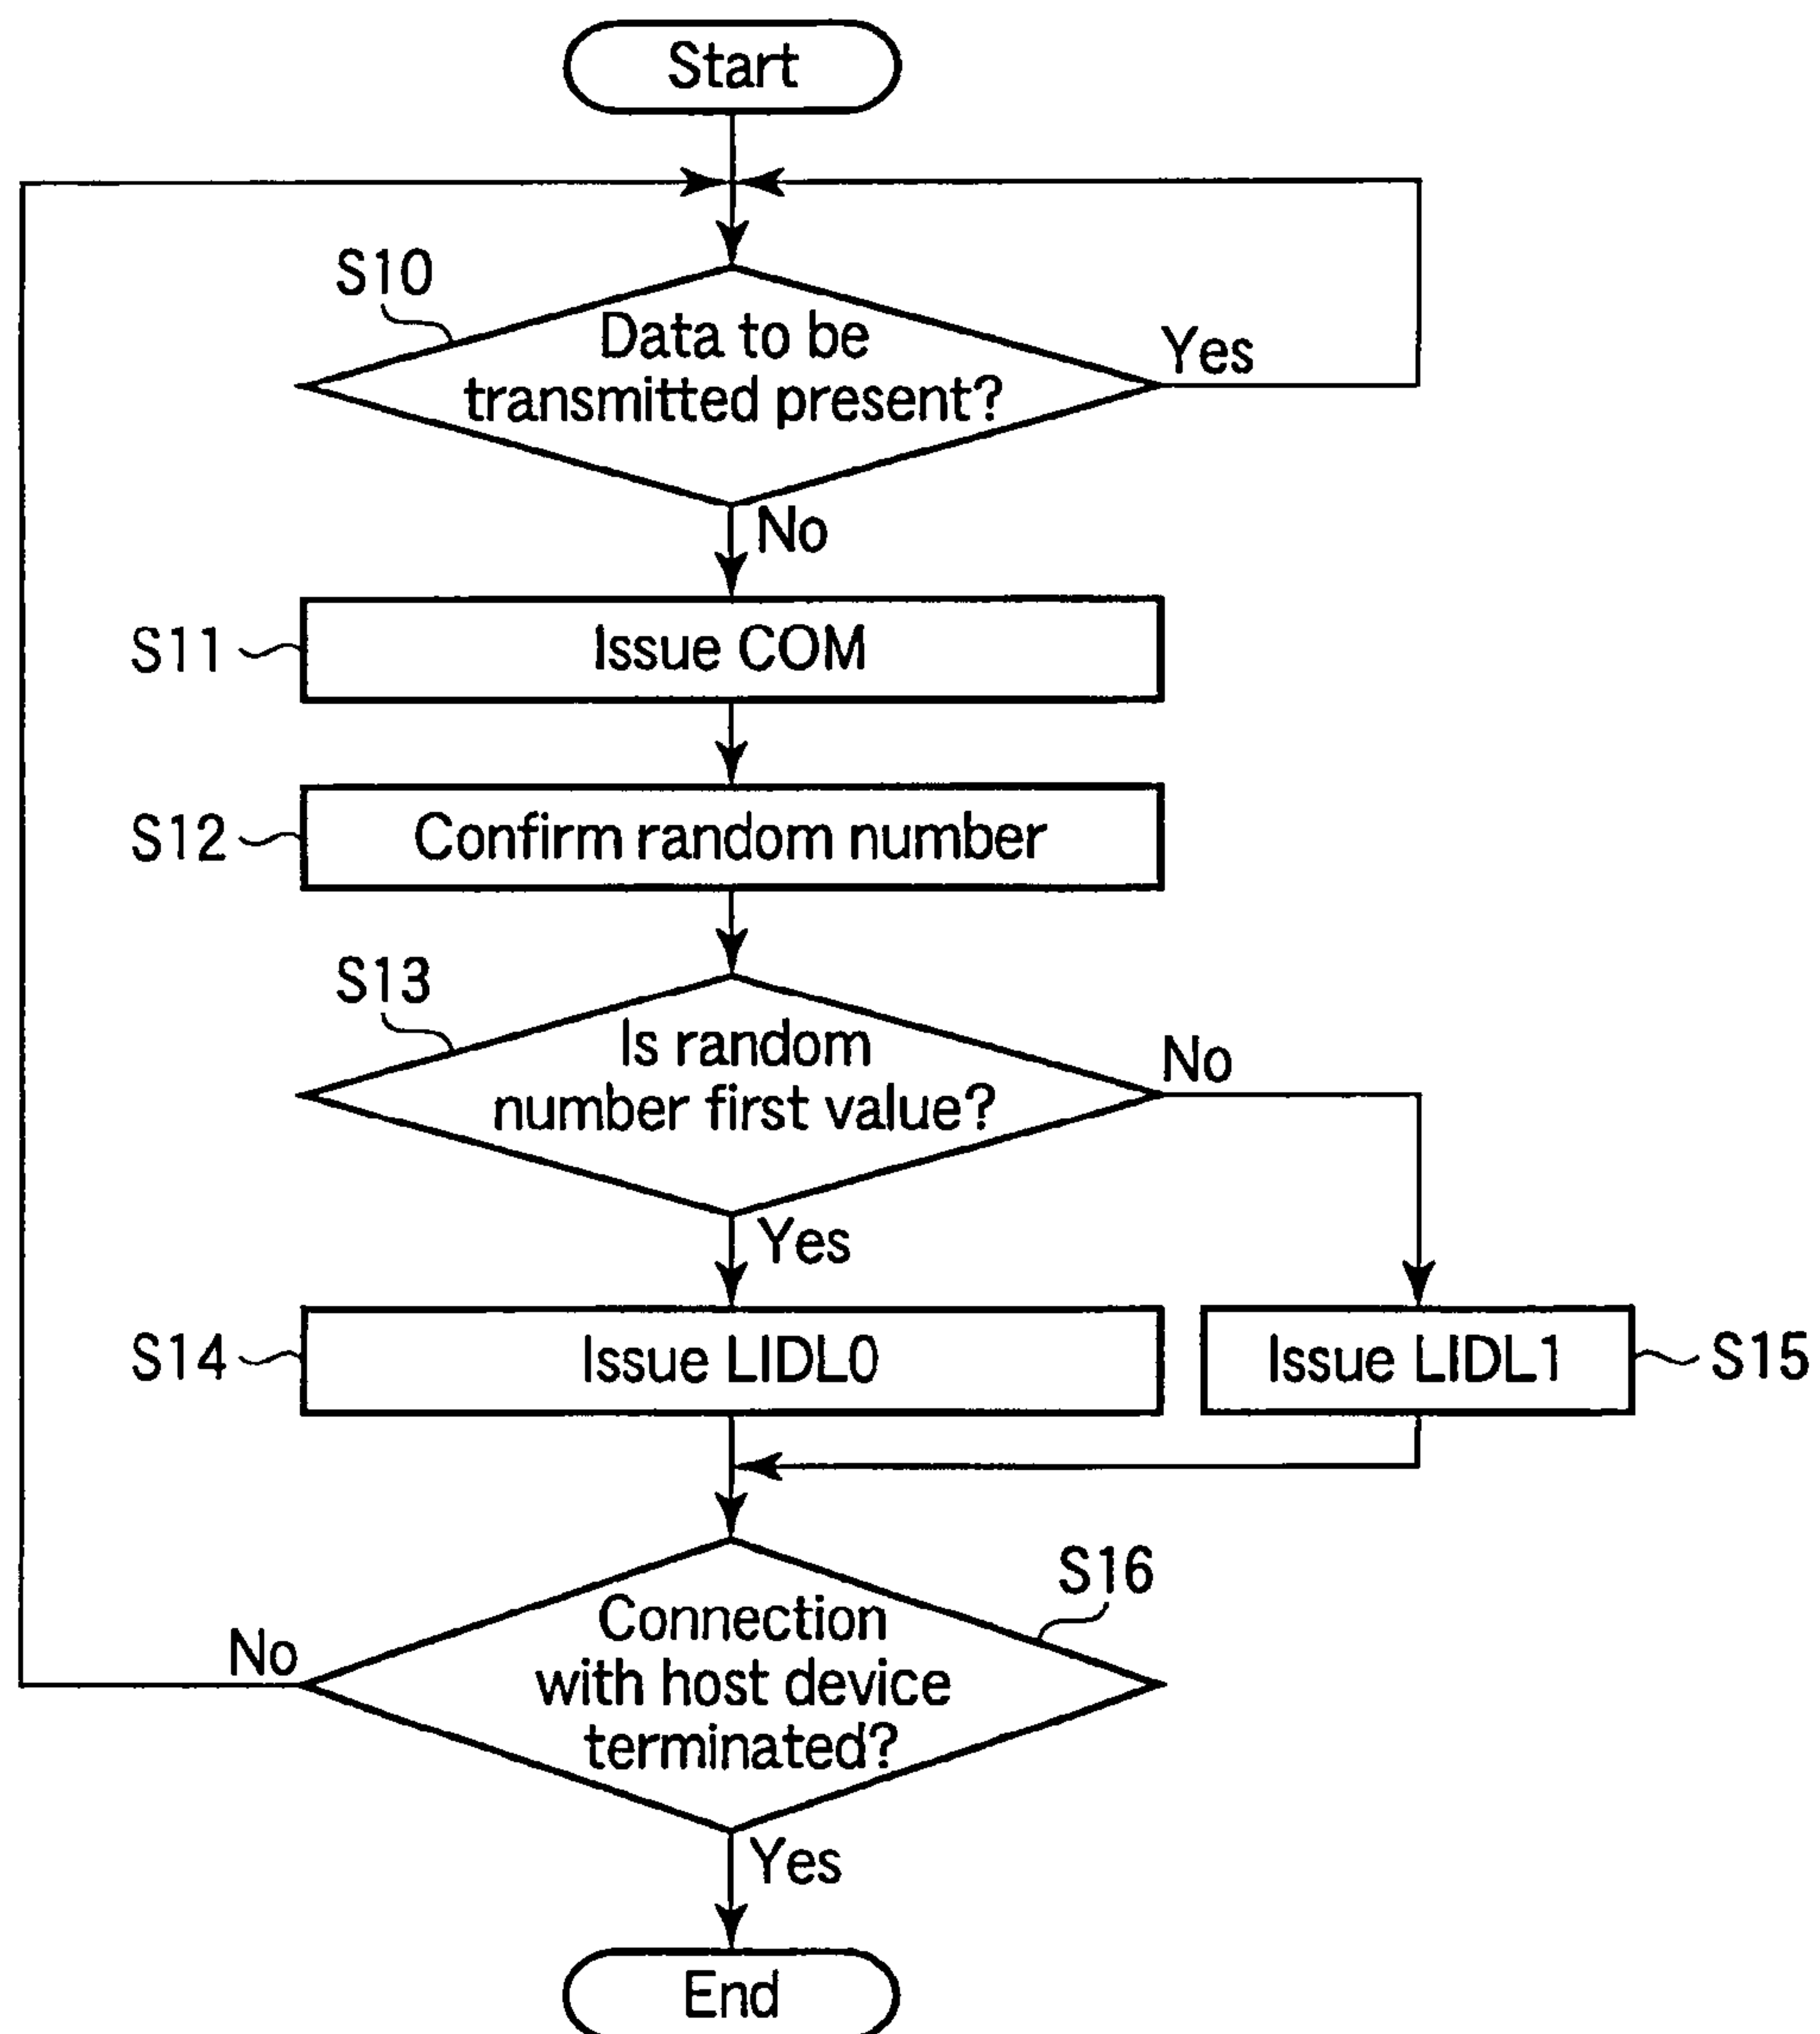 Start
S10
Data to be
transmitted present?
Yes
No
S11
Issue COM
S12
Confirm random number
S13
Is random
number first value?
No
Yes
S14
Issue LIDL0
Issue LIDL1
S15
S16
Connection
with host device
terminated?
No
Yes
End